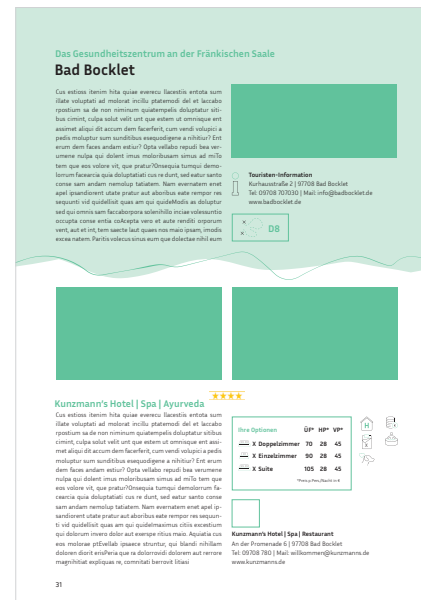 Das Gesundheitszentrum an der Fränkischen Saale
Bad Bocklet
Cus estioss itenim hita quiae everecu llacestiis entota sum
illate voluptati ad molorat incillu ptatemodi del et laccabo
rpostium sa de non niminum quiatempelis doluptatur siti-
bus cimint, culpa solut velit unt que estem ut omnisque ent
assimet aliqui dit accum dem facerferit, cum vendi volupici a
pedis moluptur sum sunditibus esequodigene a nihitiur? Ent
erum dem faces andam estiur? Opta vellabo repudi bea ver-
umene nulpa qui dolent imus moloribusam simus ad miTo
tem que eos volore vit, que pratur?Onsequia tumqui demo-
lorrum facearcia quia doluptatiati cus re dunt, sed eatur santo
conse sam andam nemolup tatiatem. Nam evernatem enet
apel ipsandiorent utate pratur aut aboribus eate rempor res
sequunti vid quidellisit quas am qui quideModis as doluptur
sed qui omnis sam faccaborpora solenihillo inciae volessuntio
occupta conse entia coAcepta vero et aute renditi orporum
vent, aut et int, tem saecte laut quaes nos maio ipsam, imodis
excea natem. Paritis volecus sinus eum que dolectae nihil eum
Touristen-Information
Kurhausstraße 2 | 97708 Bad Bocklet
Tel: 09708 707030 | Mail: info@badbocklet.de
www.badbocklet.de
D8
Kunzmann's Hotel | Spa | Ayurveda
Cus estioss itenim hita quiae everecu llacestiis entota sum
illate voluptati ad molorat incillu ptatemodi del et laccabo
rpostium sa de non niminum quiatempelis doluptatur sitibus
cimint, culpa solut velit unt que estem ut omnisque ent assi-
met aliqui dit accum dem facerferit, cum vendi volupici a pedis
moluptur sum sunditibus esequodigene a nihitiur? Ent erum
dem faces andam estiur? Opta vellabo repudi bea verumene
nulpa qui dolent imus moloribusam simus ad miTo tem que
eos volore vit, que pratur?Onsequia tumqui demolorrum fa-
cearcia quia doluptatiati cus re dunt, sed eatur santo conse
sam andam nemolup tatiatem. Nam evernatem enet apel ip-
sandiorent utate pratur aut aboribus eate rempor res sequun-
ti vid quidellisit quas am qui quidelmaximus citiis excestium
qui dolorum invero dolor aut exerspe ritius maio. Aquiatia cus
eos molorae ptEvellab ipsaece struntur, qui blandi nihillam
dolorem diorit erisPeria que ra dolorrovidi dolorem aut rerrore
magnihitiat expliquas re, comnitati berrovit litiasi
Ihre Optionen ÜF* HP* VP*
X Doppelzimmer 70 28 45
X Einzelzimmer 90 28 45
X Suite 105 28 45
*Preis p.Pers./Nacht in €
H
Kunzmann's Hotel | Spa | Restaurant
An der Promenade 6 | 97708 Bad Bocklet
Tel: 09708 780 | Mail: willkommen@kunzmanns.de
www.kunzmanns.de
31